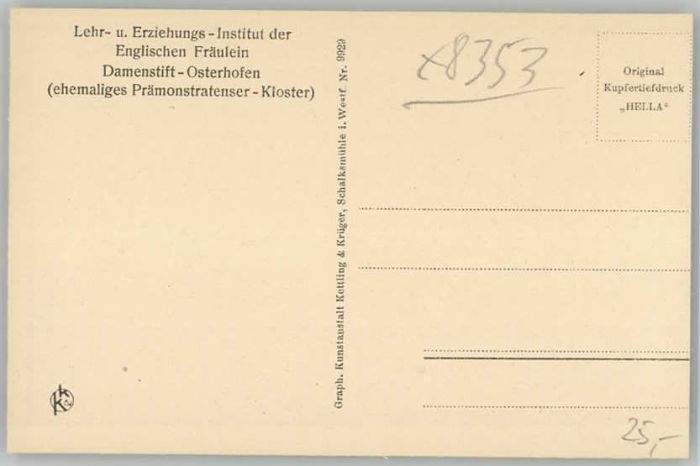 Lehr- u. Erziehungs-Institut der
Englischen Fräulein
Damenstift-Osterhofen
(ehemaliges Prämonstratenser-Kloster)
Graph. Kunstanstalt Kettling & Krüger, Schalksmühle i. Westf. Nr. 9929
x8353
Original
Kupfertiefdruck
„HELLA“
25,-